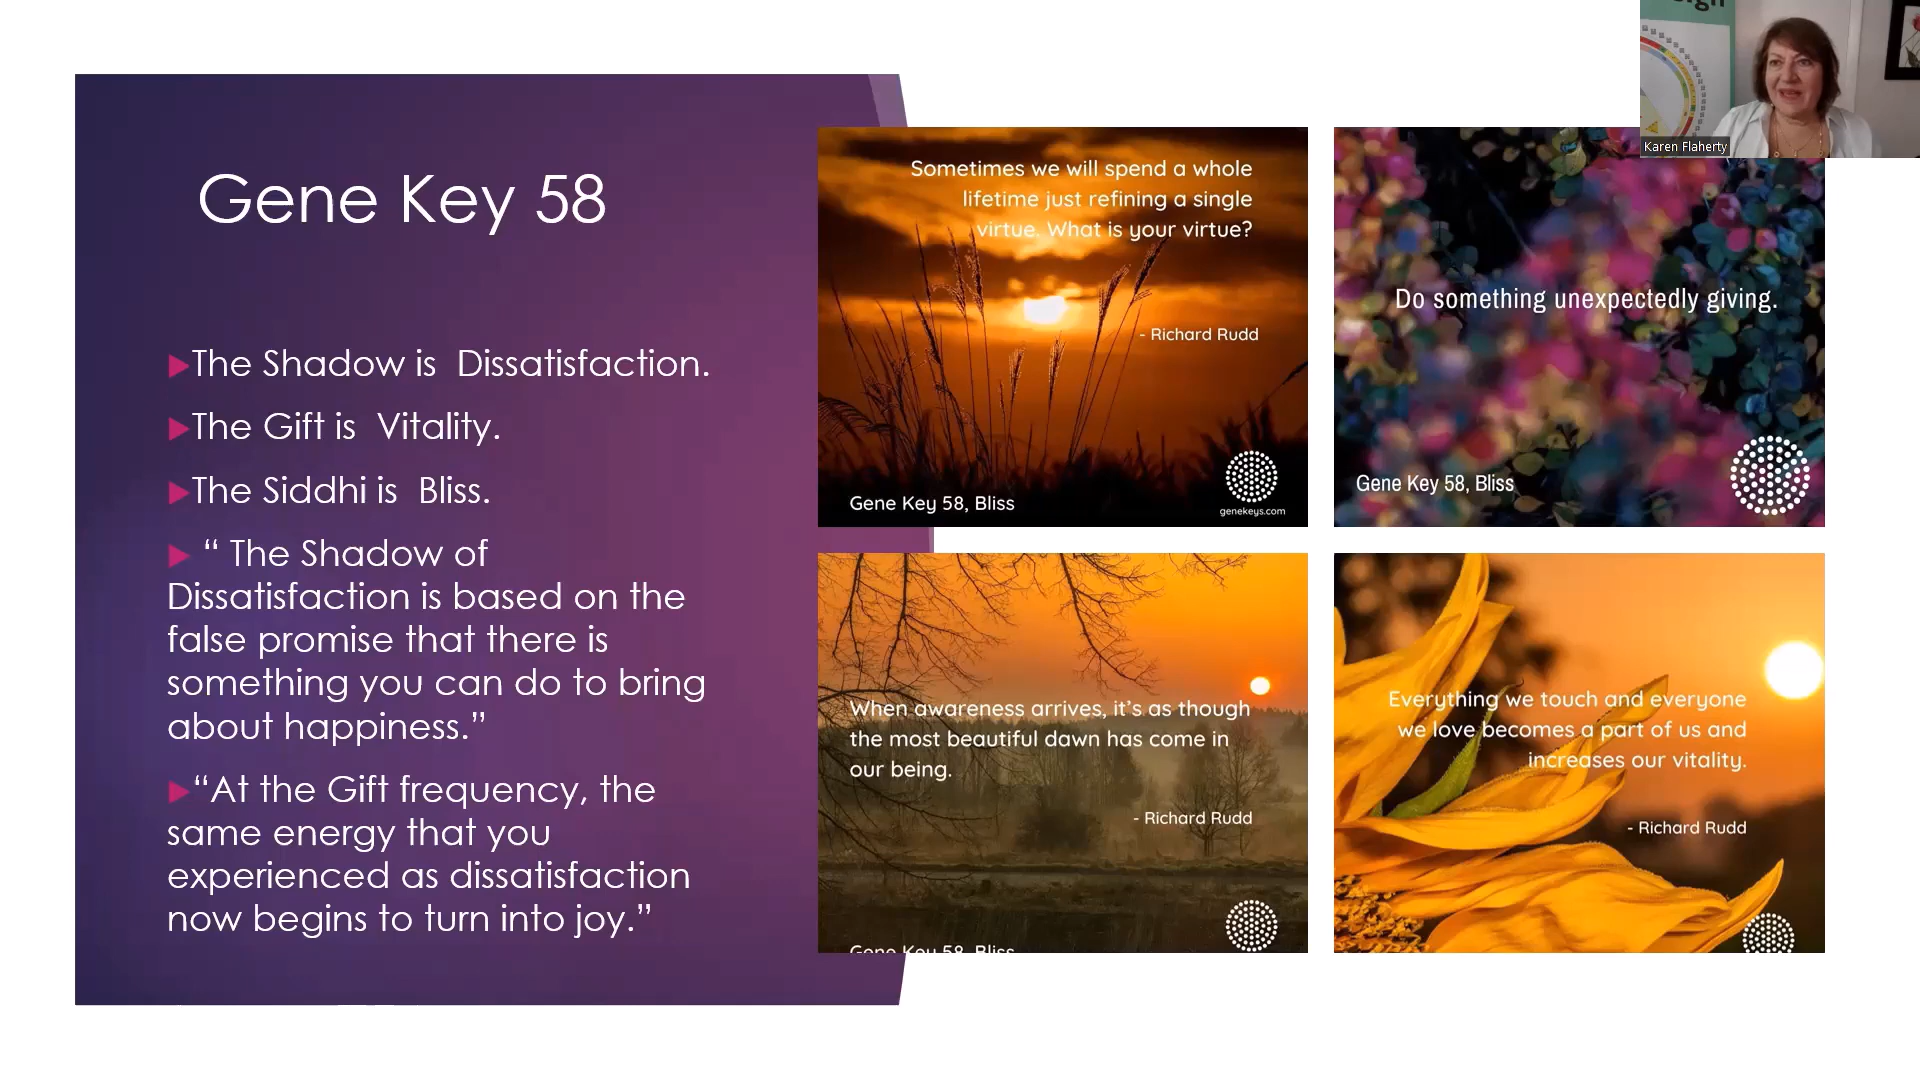 Gene Key 58
The Shadow is Dissatisfaction.
The Gift is Vitality.
The Siddhi is Bliss.
“ The Shadow of
Dissatisfaction is based on the
false promise that there is
something you can do to bring
about happiness.”
“At the Gift frequency, the
same energy that you
experienced as dissatisfaction
now begins to turn into joy.”
Sometimes we will spend a whole
lifetime just refining a single
virtue. What is your virtue?
- Richard Rudd
Gene Key 58, Bliss
genekeys.com
Do something unexpectedly giving.
Gene Key 58, Bliss
When awareness arrives, it’s as though
the most beautiful dawn has come in
our being.
- Richard Rudd
Gene Key 58, Bliss
Everything we touch and everyone
we love becomes a part of us and
increases our vitality.
- Richard Rudd
Karen Flaherty